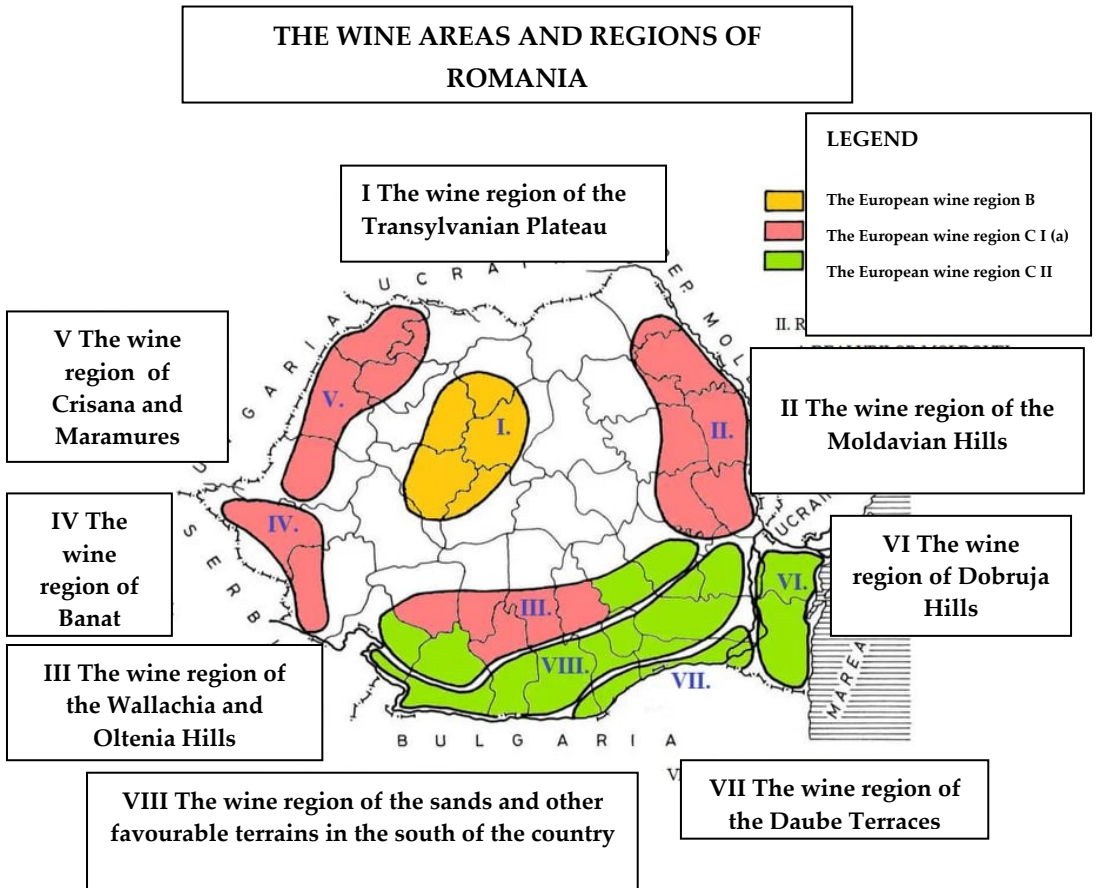 THE WINE AREAS AND REGIONS OF
ROMANIA
LEGEND
The European wine region B
The European wine region C I (a)
The European wine region C II
I The wine region of the
Transylvanian Plateau
U C R A
V The wine
region of
Crisana and
Maramures
G A R I A
MOL
II. R
II The wine region of the
Moldavian Hills
V.
I.
II.
IV The
wine
region of
Banat
S E R B
IV.
UCRAIN
VI The wine
region of Dobruja
Hills
VI.
III.
VIII.
VII.
MAREA
III The wine region of
the Wallachia and
Oltenia Hills
B U L G A R I A
VIII The wine region of the sands and other
favourable terrains in the south of the country
VII The wine region of
the Daube Terraces